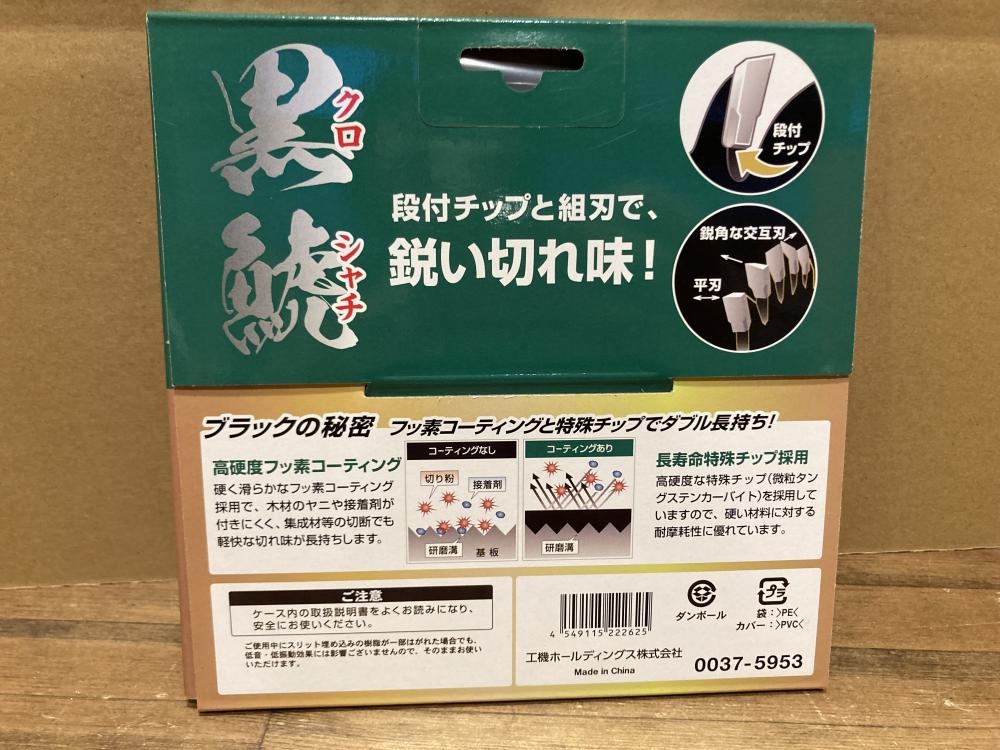 黒鯱
クロ
シャチ
段付チップと組刃で、
鋭い切れ味!
段付
チップ
鋭角な交互刃
平刃
ブラックの秘密 フッ素コーティングと特殊チップでダブル長持ち!
高硬度フッ素コーティング
硬く滑らかなフッ素コーティング
採用で、木材のヤニや接着剤が
付きにくく、集成材等の切断でも
軽快な切れ味が長持ちします。
コーティングなし
切り粉
接着剤
研磨溝
基板
コーティングあり
研磨溝
長寿命特殊チップ採用
高硬度な特殊チップ(微粒タン
グステンカーバイト)を採用して
いますので、硬い材料に対する
耐摩耗性に優れています。
ご注意
ケース内の取扱説明書をよくお読みになり、
安全にお使いください。
ご使用中にスリット埋め込みの樹脂が一部はがれた場合でも、
低音・低振動効果には影響ございませんので、そのままお使い
いただけます。
4 549115 222625
工機ホールディングス株式会社
Made in China
ダンボール
プラ
袋:>PE<
カバー:>PVC<
0037-5953